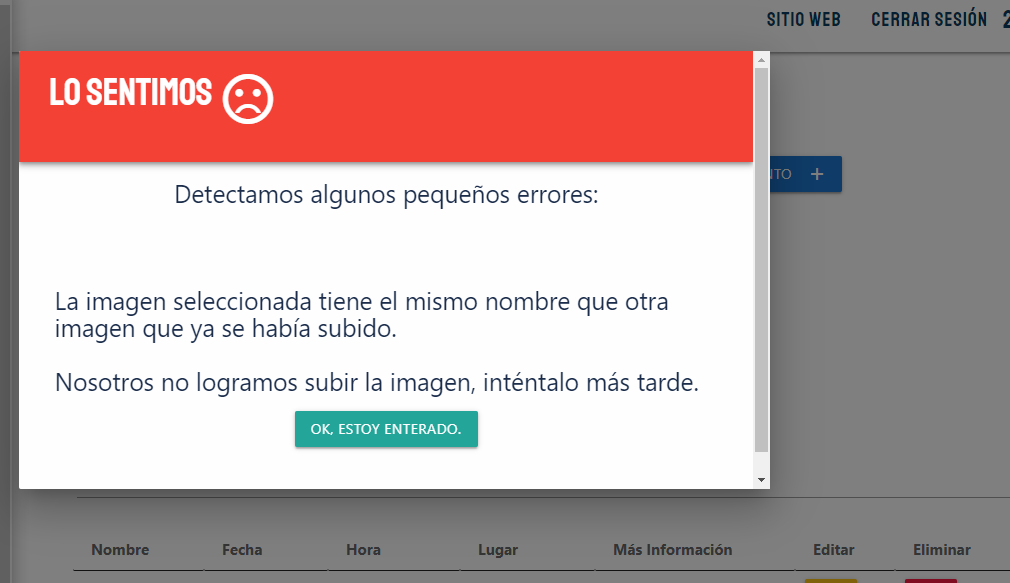 SITIO WEB CERRAR SESIÓN
LO SENTIMOS
Detectamos algunos pequeños errores:
La imagen seleccionada tiene el mismo nombre que otra
imagen que ya se había subido.
Nosotros no logramos subir la imagen, inténtalo más tarde.
OK, ESTOY ENTERADO.
Nombre Fecha Hora Lugar Más Información Editar Eliminar